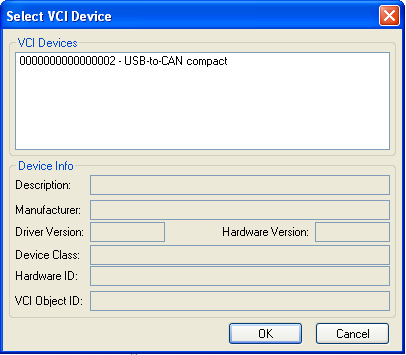 Select VCI Device
VCI Devices
0000000000000002 - USB-to-CAN compact
Device Info
Description:
Manufacturer:
Driver Version: Hardware Version:
Device Class:
Hardware ID:
VCI Object ID:
OK Cancel